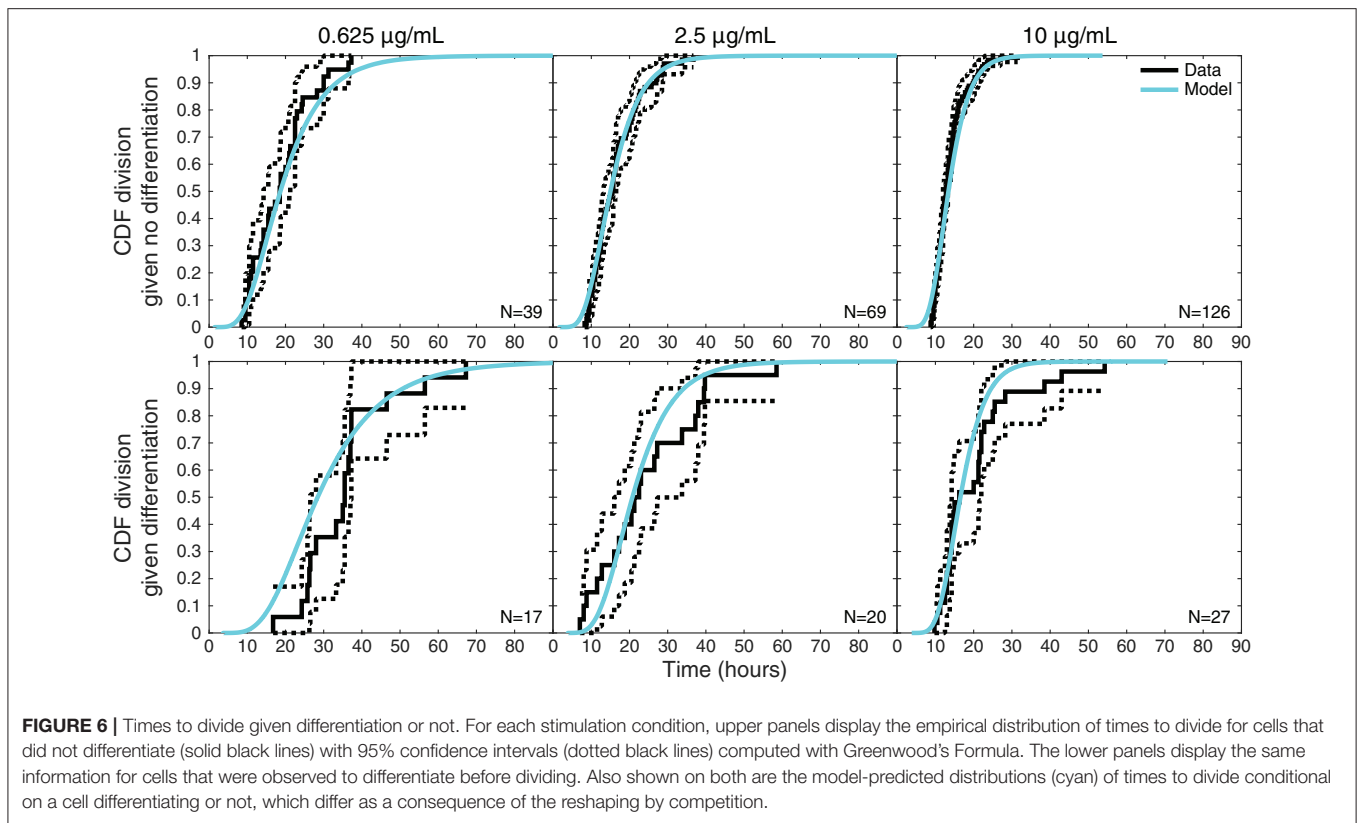 0.625 µg/mL 2.5 µg/mL 10 µg/mL
CDF division
given no differentiation
1
0.9
0.8
0.7
0.6
0.5
0.4
0.3
0.2
0.1
0
Data
Model
N=39 N=69 N=126
0 10 20 30 40 50 60 70 80 0 10 20 30 40 50 60 70 80 0 10 20 30 40 50 60 70 80 90
CDF division
given differentiation
1
0.9
0.8
0.7
0.6
0.5
0.4
0.3
0.2
0.1
0
N=17 N=20 N=27
0 10 20 30 40 50 60 70 80 0 10 20 30 40 50 60 70 80 0 10 20 30 40 50 60 70 80 90
Time (hours)
FIGURE 6 | Times to divide given differentiation or not. For each stimulation condition, upper panels display the empirical distribution of times to divide for cells that
did not differentiate (solid black lines) with 95% confidence intervals (dotted black lines) computed with Greenwood's Formula. The lower panels display the same
information for cells that were observed to differentiate before dividing. Also shown on both are the model-predicted distributions (cyan) of times to divide conditional
on a cell differentiating or not, which differ as a consequence of the reshaping by competition.